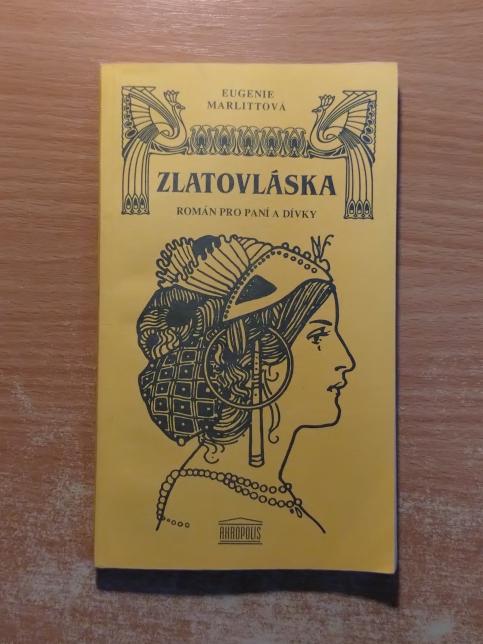 EUGENIE
MARLITTOVÁ
ZLATOVLÁSKA
ROMÁN PRO PANÍ A DÍVKY
AKROPOLIS